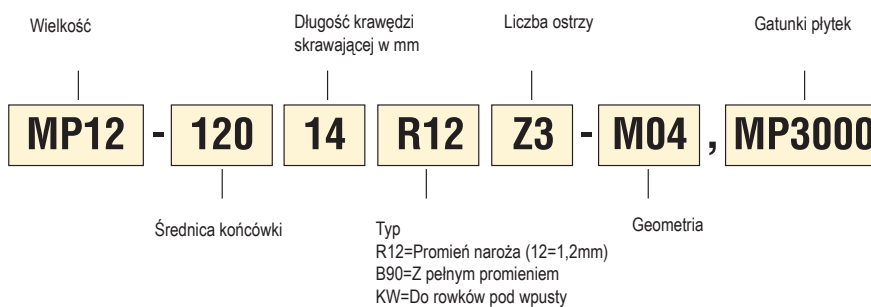 Wielkość
Długość krawędzi
skrawającej w mm
Liczba ostrzy
Gatunki płytek
MP12 - 120 14 R12 Z3 - M04 , MP3000
Średnica końcówki
Typ
R12=Promień naroża (12=1,2mm)
B90=Z pełnym promieniem
KW=Do rowków pod wpusty
Geometria